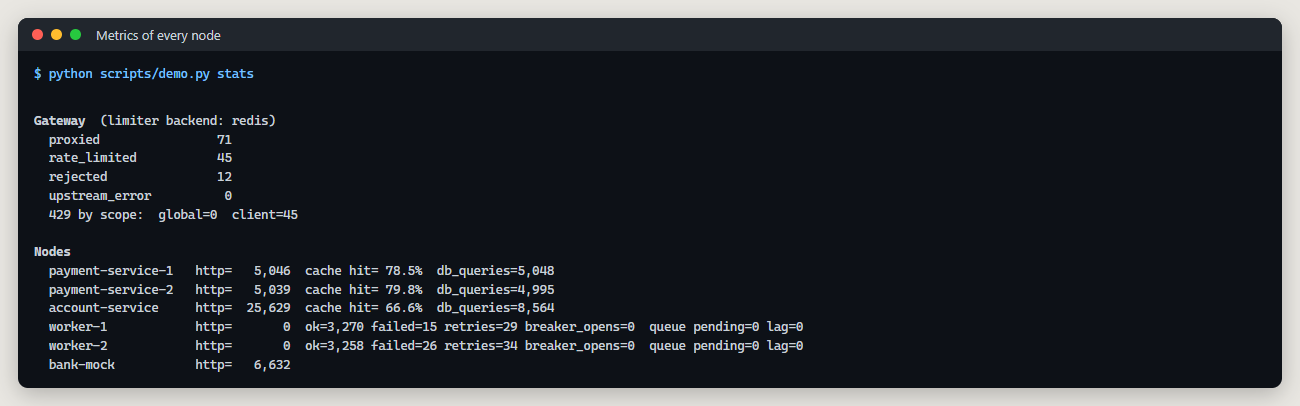 Metrics of every node
$ python scripts/demo.py stats
Gateway  (limiter backend: redis)
  proxied                71
  rate_limited           45
  rejected               12
  upstream_error          0
  429 by scope:  global=0  client=45
Nodes
  payment-service-1   http=   5,046  cache hit= 78.5%  db_queries=5,048
  payment-service-2   http=   5,039  cache hit= 79.8%  db_queries=4,995
  account-service     http=  25,629  cache hit= 66.6%  db_queries=8,564
  worker-1            http=       0  ok=3,270 failed=15 retries=29 breaker_opens=0  queue pending=0 lag=0
  worker-2            http=       0  ok=3,258 failed=26 retries=34 breaker_opens=0  queue pending=0 lag=0
  bank-mock           http=   6,632